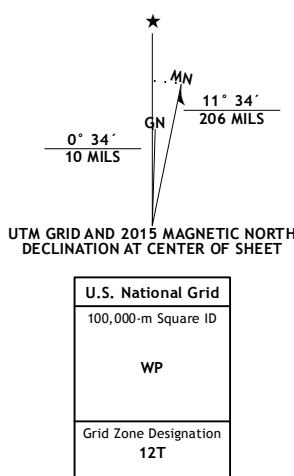 ★
MN
GN
11° 34´
206 MILS
0° 34´
10 MILS
UTM GRID AND 2015 MAGNETIC NORTH
DECLINATION AT CENTER OF SHEET
U.S. National Grid
100,000-m Square ID
WP
Grid Zone Designation
12T